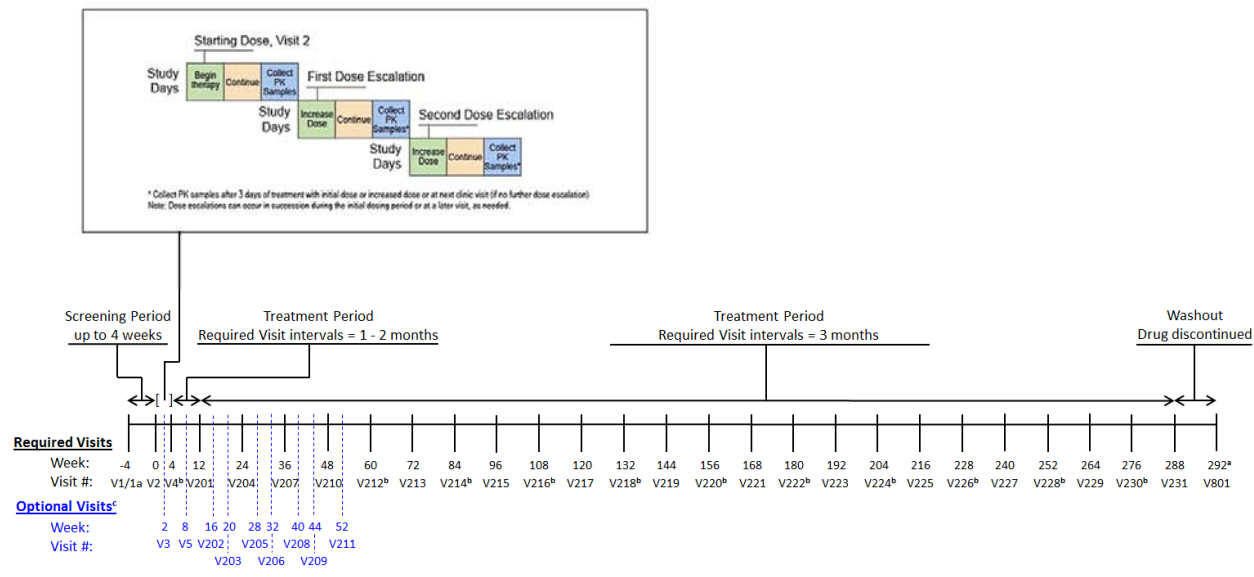 Starting Dose, Visit 2
Study Days
Begin therapy
Continue
Collect PK Samples
First Dose Escalation
Study Days
Increase Dose
Continue
Collect PK Samples*
Second Dose Escalation
Study Days
Increase Dose
Continue
Collect PK Samples*
* Collect PK samples after 3 days of treatment with initial dose or increased dose or at next clinic visit (if no further dose escalation)
Note: Dose escalations can occur in succession during the initial dosing period or at a later visit, as needed.
Screening Period
up to 4 weeks
Treatment Period
Required Visit intervals = 1 - 2 months
Treatment Period
Required Visit intervals = 3 months
Washout
Drug discontinued
[ ]
Required Visits
Week: -4 0 4 12 24 36 48 60 72 84 96 108 120 132 144 156 168 180 192 204 216 228 240 252 264 276 288 292ᵃ
Visit #: V1/1a V2 V4ᵇ V201 V204 V207 V210 V212ᵇ V213 V214ᵇ V215 V216ᵇ V217 V218ᵇ V219 V220ᵇ V221 V222ᵇ V223 V224ᵇ V225 V226ᵇ V227 V228ᵇ V229 V230ᵇ V231 V801
Optional Visitsᶜ
Week: 2 8 16 20 28 32 40 44 52
Visit #: V3 V5 V202 V205 V208 V211
V203 V206 V209